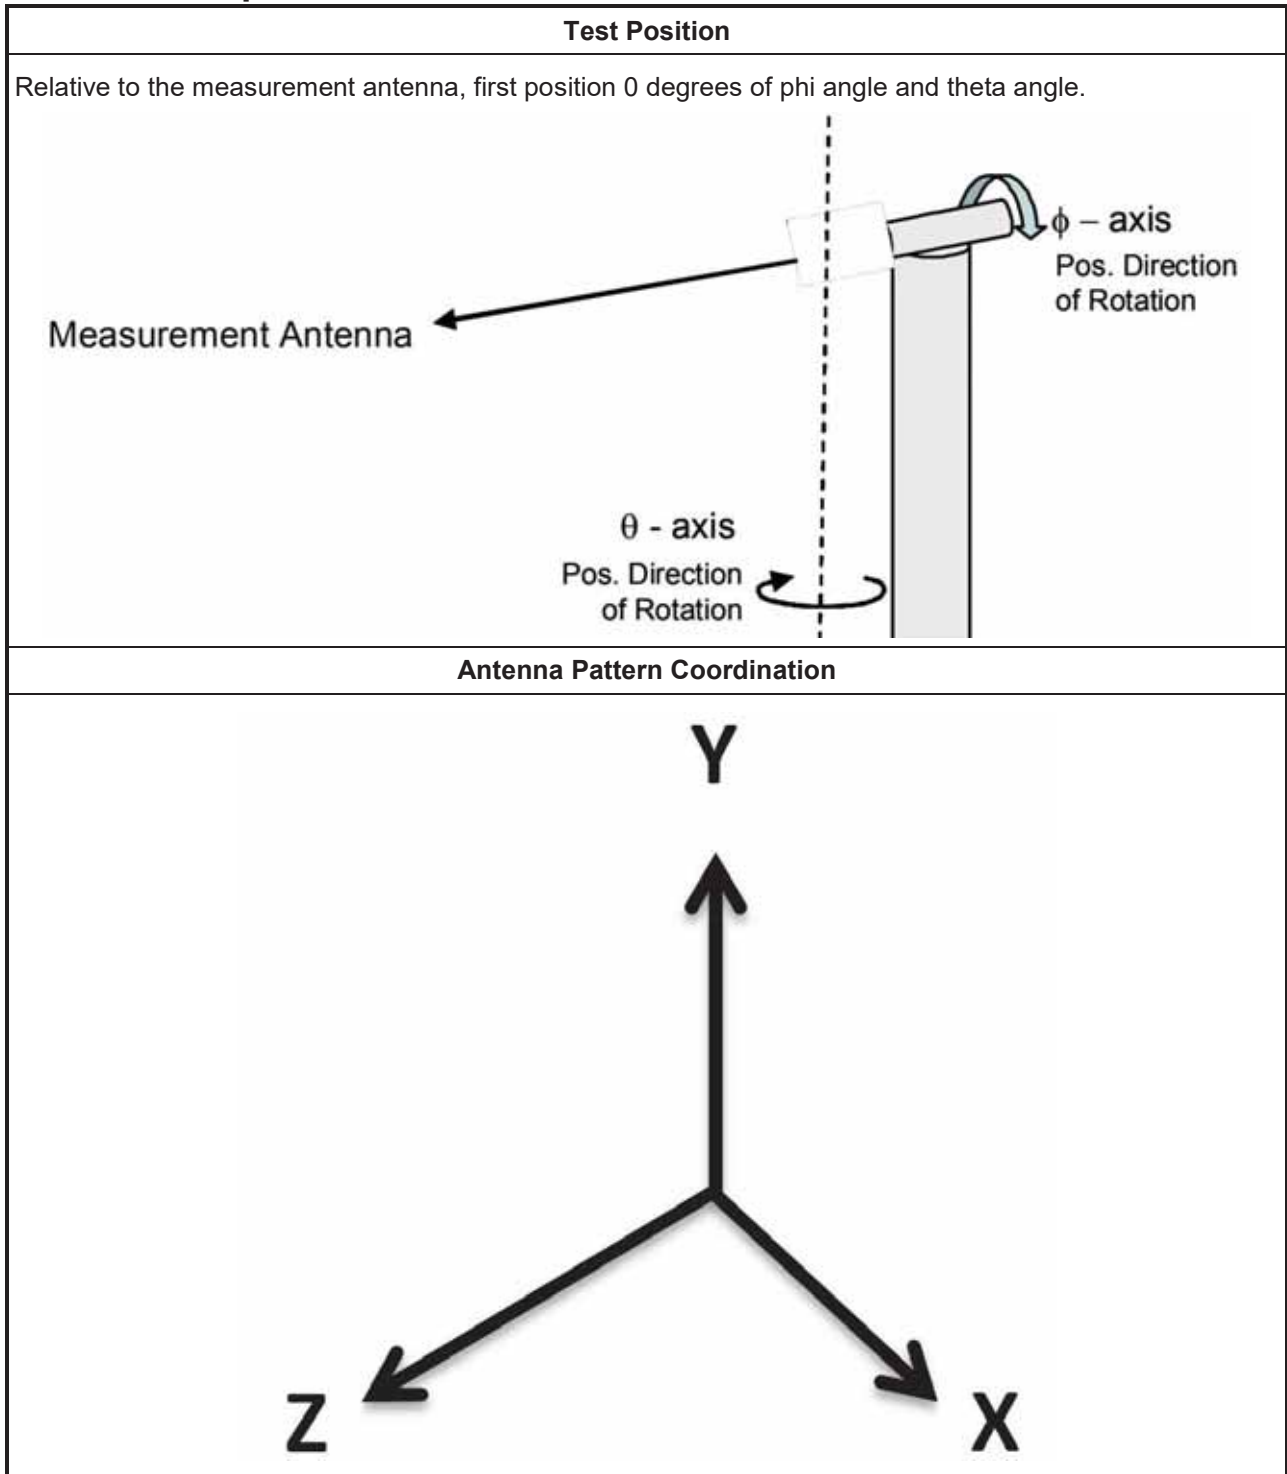 Test Position
Relative to the measurement antenna, first position 0 degrees of phi angle and theta angle.
ϕ – axis
Pos. Direction
of Rotation
Measurement Antenna
θ - axis
Pos. Direction
of Rotation
Antenna Pattern Coordination
Y
Z
X